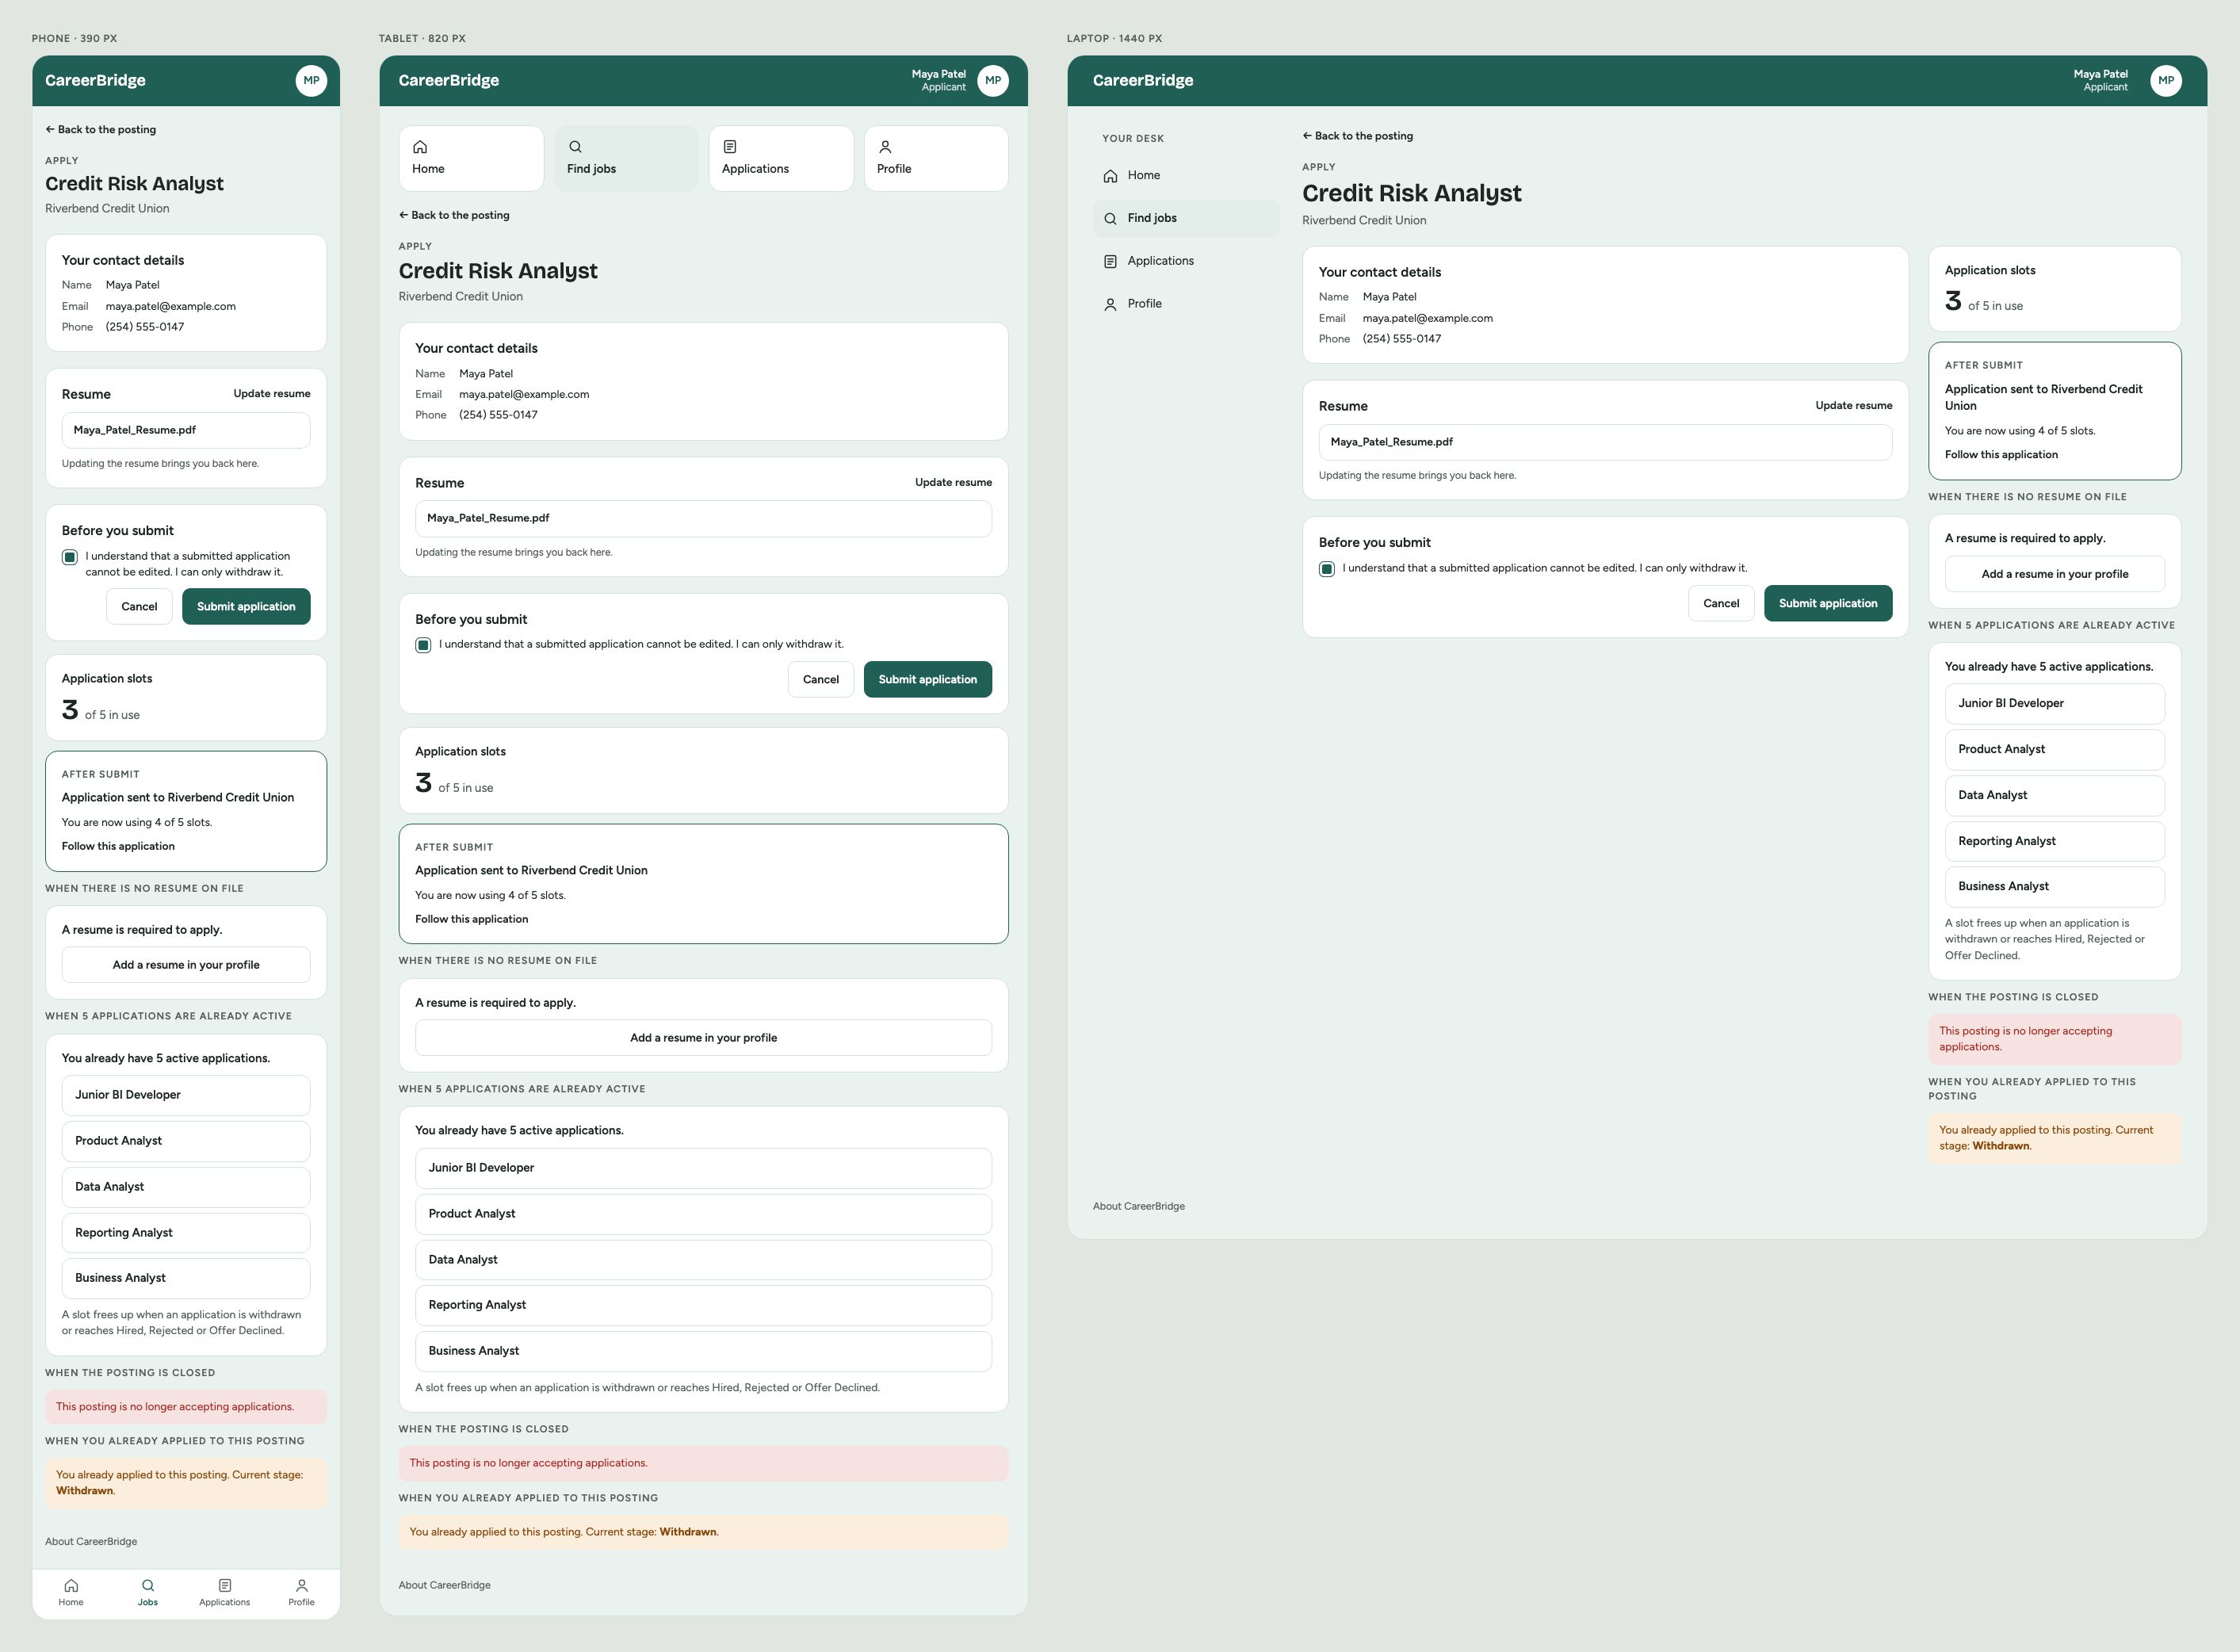 PHONE · 390 PX
CareerBridge
MP
← Back to the posting
APPLY
Credit Risk Analyst
Riverbend Credit Union
Your contact details
Name Maya Patel
Email maya.patel@example.com
Phone (254) 555-0147
Resume Update resume
Maya_Patel_Resume.pdf
Updating the resume brings you back here.
Before you submit
I understand that a submitted application
cannot be edited. I can only withdraw it.
Cancel Submit application
Application slots
3 of 5 in use
AFTER SUBMIT
Application sent to Riverbend Credit Union
You are now using 4 of 5 slots.
Follow this application
WHEN THERE IS NO RESUME ON FILE
A resume is required to apply.
Add a resume in your profile
WHEN 5 APPLICATIONS ARE ALREADY ACTIVE
You already have 5 active applications.
Junior BI Developer
Product Analyst
Data Analyst
Reporting Analyst
Business Analyst
A slot frees up when an application is withdrawn
or reaches Hired, Rejected or Offer Declined.
WHEN THE POSTING IS CLOSED
This posting is no longer accepting applications.
WHEN YOU ALREADY APPLIED TO THIS POSTING
You already applied to this posting. Current stage:
Withdrawn.
About CareerBridge
Home Jobs Applications Profile
TABLET · 820 PX
CareerBridge
Maya Patel
Applicant
MP
Home Find jobs Applications Profile
← Back to the posting
APPLY
Credit Risk Analyst
Riverbend Credit Union
Your contact details
Name Maya Patel
Email maya.patel@example.com
Phone (254) 555-0147
Resume Update resume
Maya_Patel_Resume.pdf
Updating the resume brings you back here.
Before you submit
I understand that a submitted application cannot be edited. I can only withdraw it.
Cancel Submit application
Application slots
3 of 5 in use
AFTER SUBMIT
Application sent to Riverbend Credit Union
You are now using 4 of 5 slots.
Follow this application
WHEN THERE IS NO RESUME ON FILE
A resume is required to apply.
Add a resume in your profile
WHEN 5 APPLICATIONS ARE ALREADY ACTIVE
You already have 5 active applications.
Junior BI Developer
Product Analyst
Data Analyst
Reporting Analyst
Business Analyst
A slot frees up when an application is withdrawn or reaches Hired, Rejected or Offer Declined.
WHEN THE POSTING IS CLOSED
This posting is no longer accepting applications.
WHEN YOU ALREADY APPLIED TO THIS POSTING
You already applied to this posting. Current stage: Withdrawn.
About CareerBridge
LAPTOP · 1440 PX
CareerBridge
Maya Patel
Applicant
MP
YOUR DESK
Home
Find jobs
Applications
Profile
← Back to the posting
APPLY
Credit Risk Analyst
Riverbend Credit Union
Your contact details
Name Maya Patel
Email maya.patel@example.com
Phone (254) 555-0147
Resume Update resume
Maya_Patel_Resume.pdf
Updating the resume brings you back here.
Before you submit
I understand that a submitted application cannot be edited. I can only withdraw it.
Cancel Submit application
Application slots
3 of 5 in use
AFTER SUBMIT
Application sent to Riverbend Credit
Union
You are now using 4 of 5 slots.
Follow this application
WHEN THERE IS NO RESUME ON FILE
A resume is required to apply.
Add a resume in your profile
WHEN 5 APPLICATIONS ARE ALREADY ACTIVE
You already have 5 active applications.
Junior BI Developer
Product Analyst
Data Analyst
Reporting Analyst
Business Analyst
A slot frees up when an application is
withdrawn or reaches Hired, Rejected or
Offer Declined.
WHEN THE POSTING IS CLOSED
This posting is no longer accepting
applications.
WHEN YOU ALREADY APPLIED TO THIS
POSTING
You already applied to this posting. Current
stage: Withdrawn.
About CareerBridge